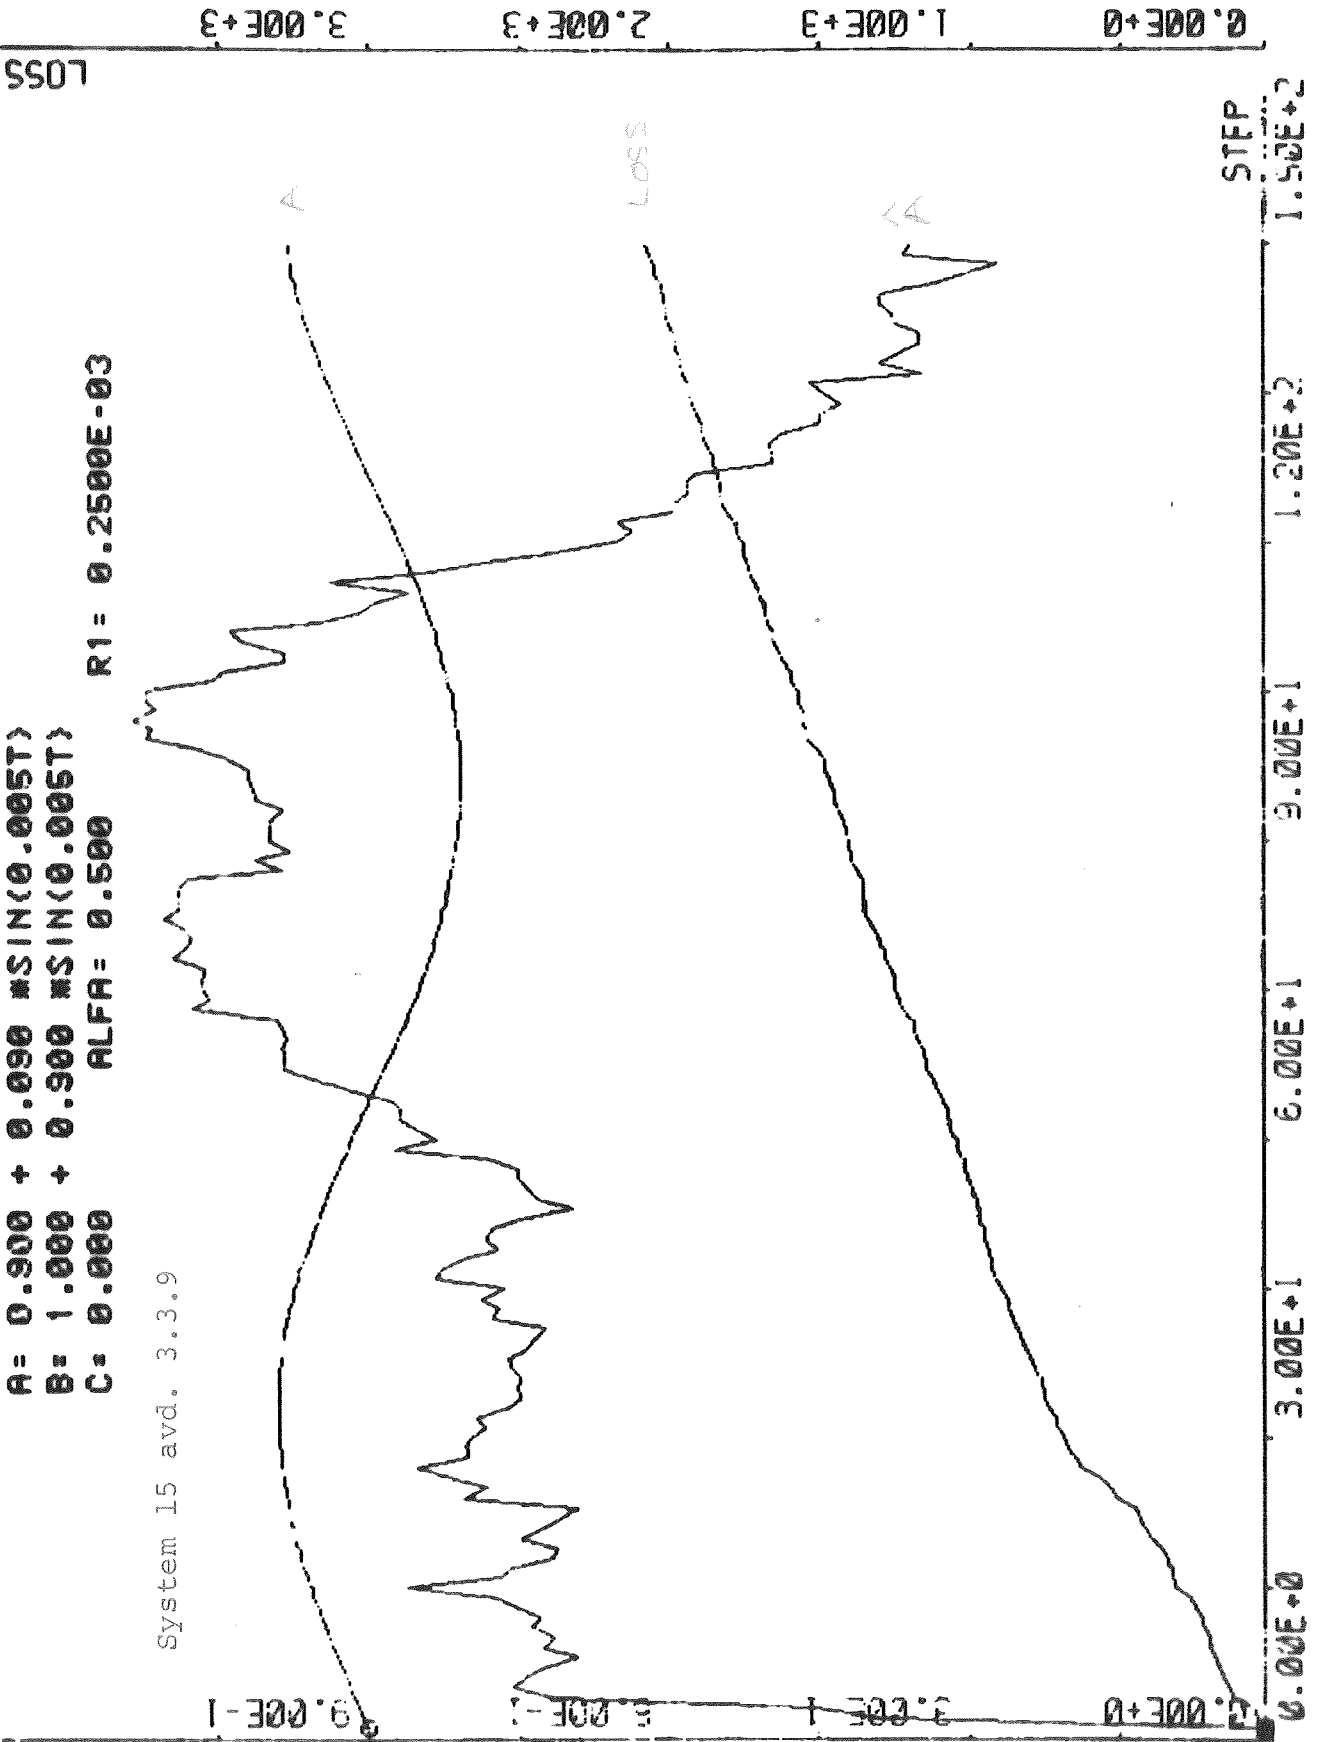 A= 0.900 + 0.090 *SIN(0.005T)
B= 1.000 + 0.900 *SIN(0.005T)
C= 0.000 ALFA= 0.500 R1= 0.2500E-03
System 15 avd. 3.3.9
LOSS
3.00E+3
2.00E+3
1.00E+3
0.00E+0
A
LOSS
Â
STEP
0.00E+0
3.00E+1
6.00E+1
9.00E+1
1.20E+2
1.50E+2
9.00E-1